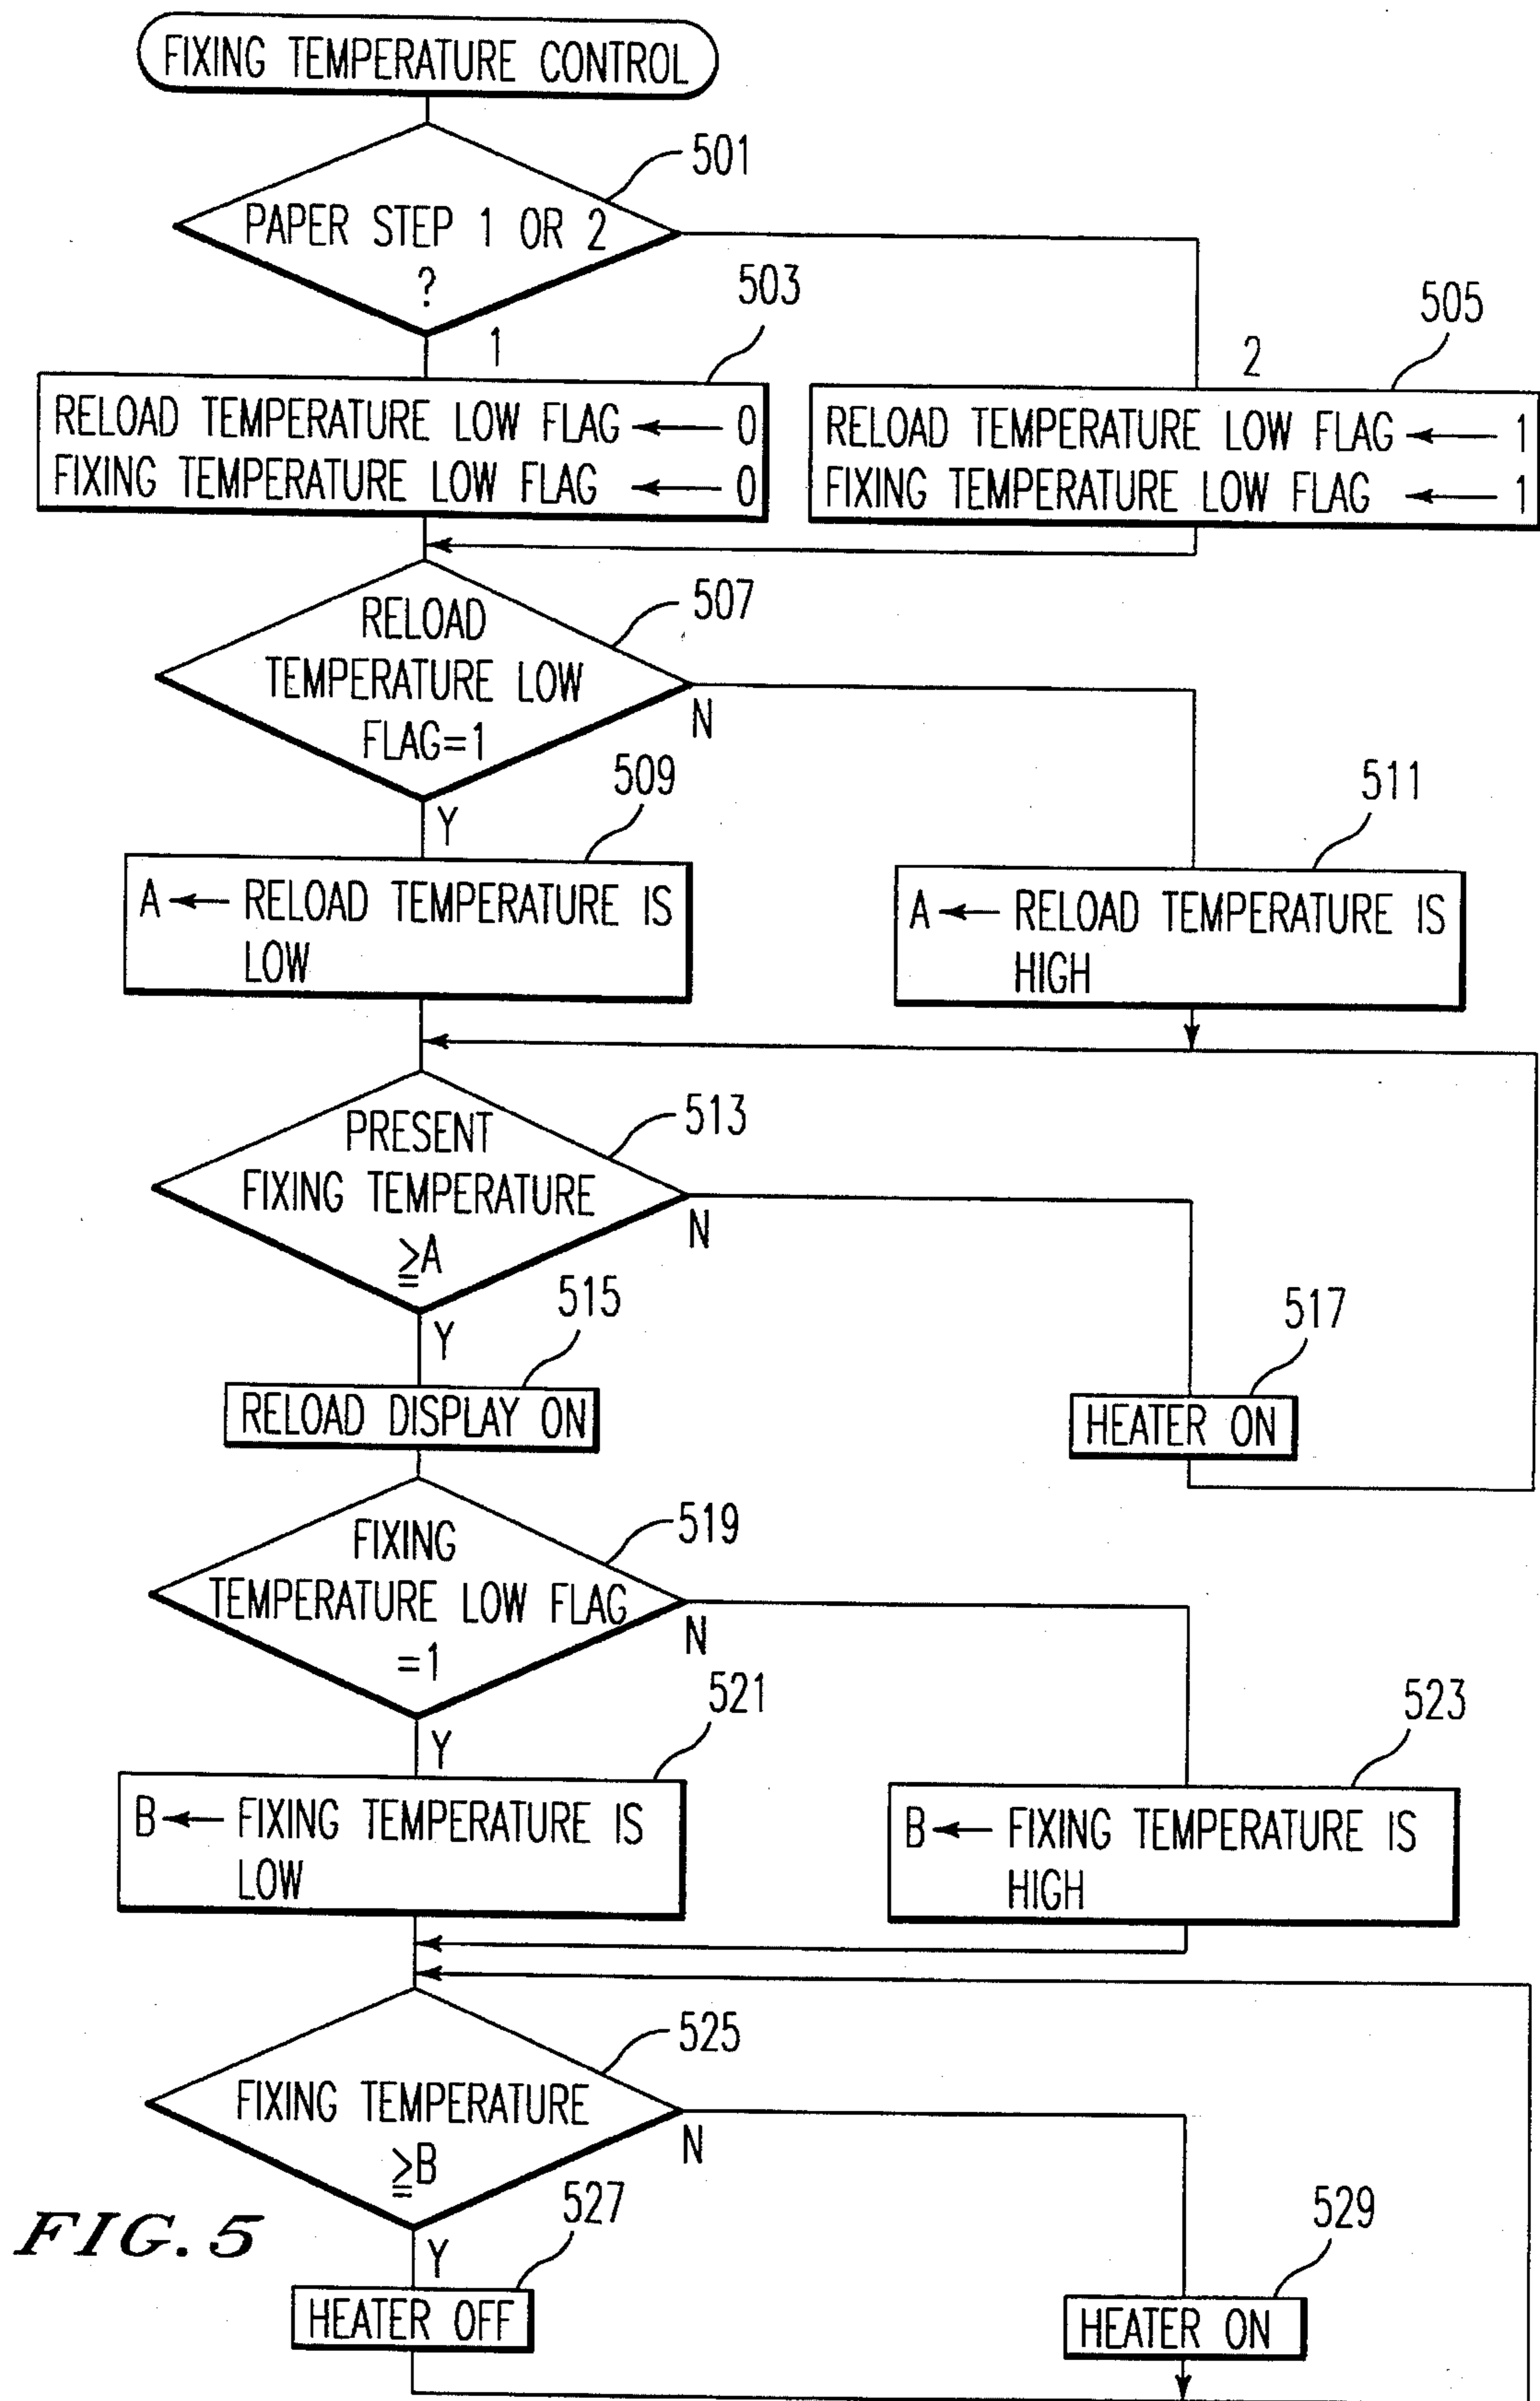 FIXING TEMPERATURE CONTROL
501
PAPER STEP 1 OR 2
?
1
503
2
505
RELOAD TEMPERATURE LOW FLAG ← 0
FIXING TEMPERATURE LOW FLAG ← 0
RELOAD TEMPERATURE LOW FLAG ← 1
FIXING TEMPERATURE LOW FLAG ← 1
507
RELOAD
TEMPERATURE LOW
FLAG=1
N
Y
509
511
A ← RELOAD TEMPERATURE IS
LOW
A ← RELOAD TEMPERATURE IS
HIGH
513
PRESENT
FIXING TEMPERATURE
≧A
N
Y
515
517
RELOAD DISPLAY ON
HEATER ON
519
FIXING
TEMPERATURE LOW FLAG
=1
N
Y
521
523
B ← FIXING TEMPERATURE IS
LOW
B ← FIXING TEMPERATURE IS
HIGH
525
FIXING TEMPERATURE
≧B
N
Y
527
529
HEATER OFF
HEATER ON
FIG. 5